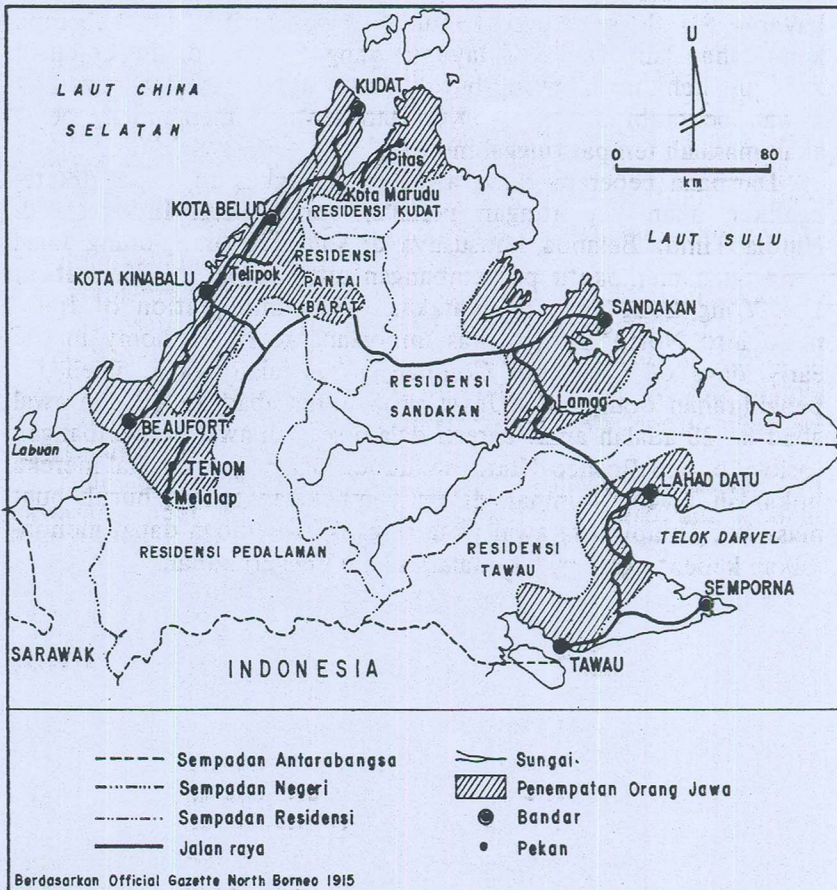 LAUT CHINA
SELATAN
KUDAT
U
0 80
km
Pitas
Kota Marudu
RESIDENSI KUDAT
KOTA BELUD
LAUT SULU
KOTA KINABALU
Telipok
RESIDENSI
PANTAI
BARAT
SANDAKAN
RESIDENSI
SANDAKAN
Lamag
Labuan
BEAUFORT
TENOM
Melalap
LAHAD DATU
RESIDENSI PEDALAMAN
RESIDENSI
TAWAU
TELOK DARVEL
SEMPORNA
SARAWAK
INDONESIA
TAWAU
Sempadan Antarabangsa
Sempadan Negeri
Sempadan Residensi
Jalan raya
Sungai
Penempatan Orang Jawa
Bandar
Pekan
Berdasarkan Official Gazette North Borneo 1915